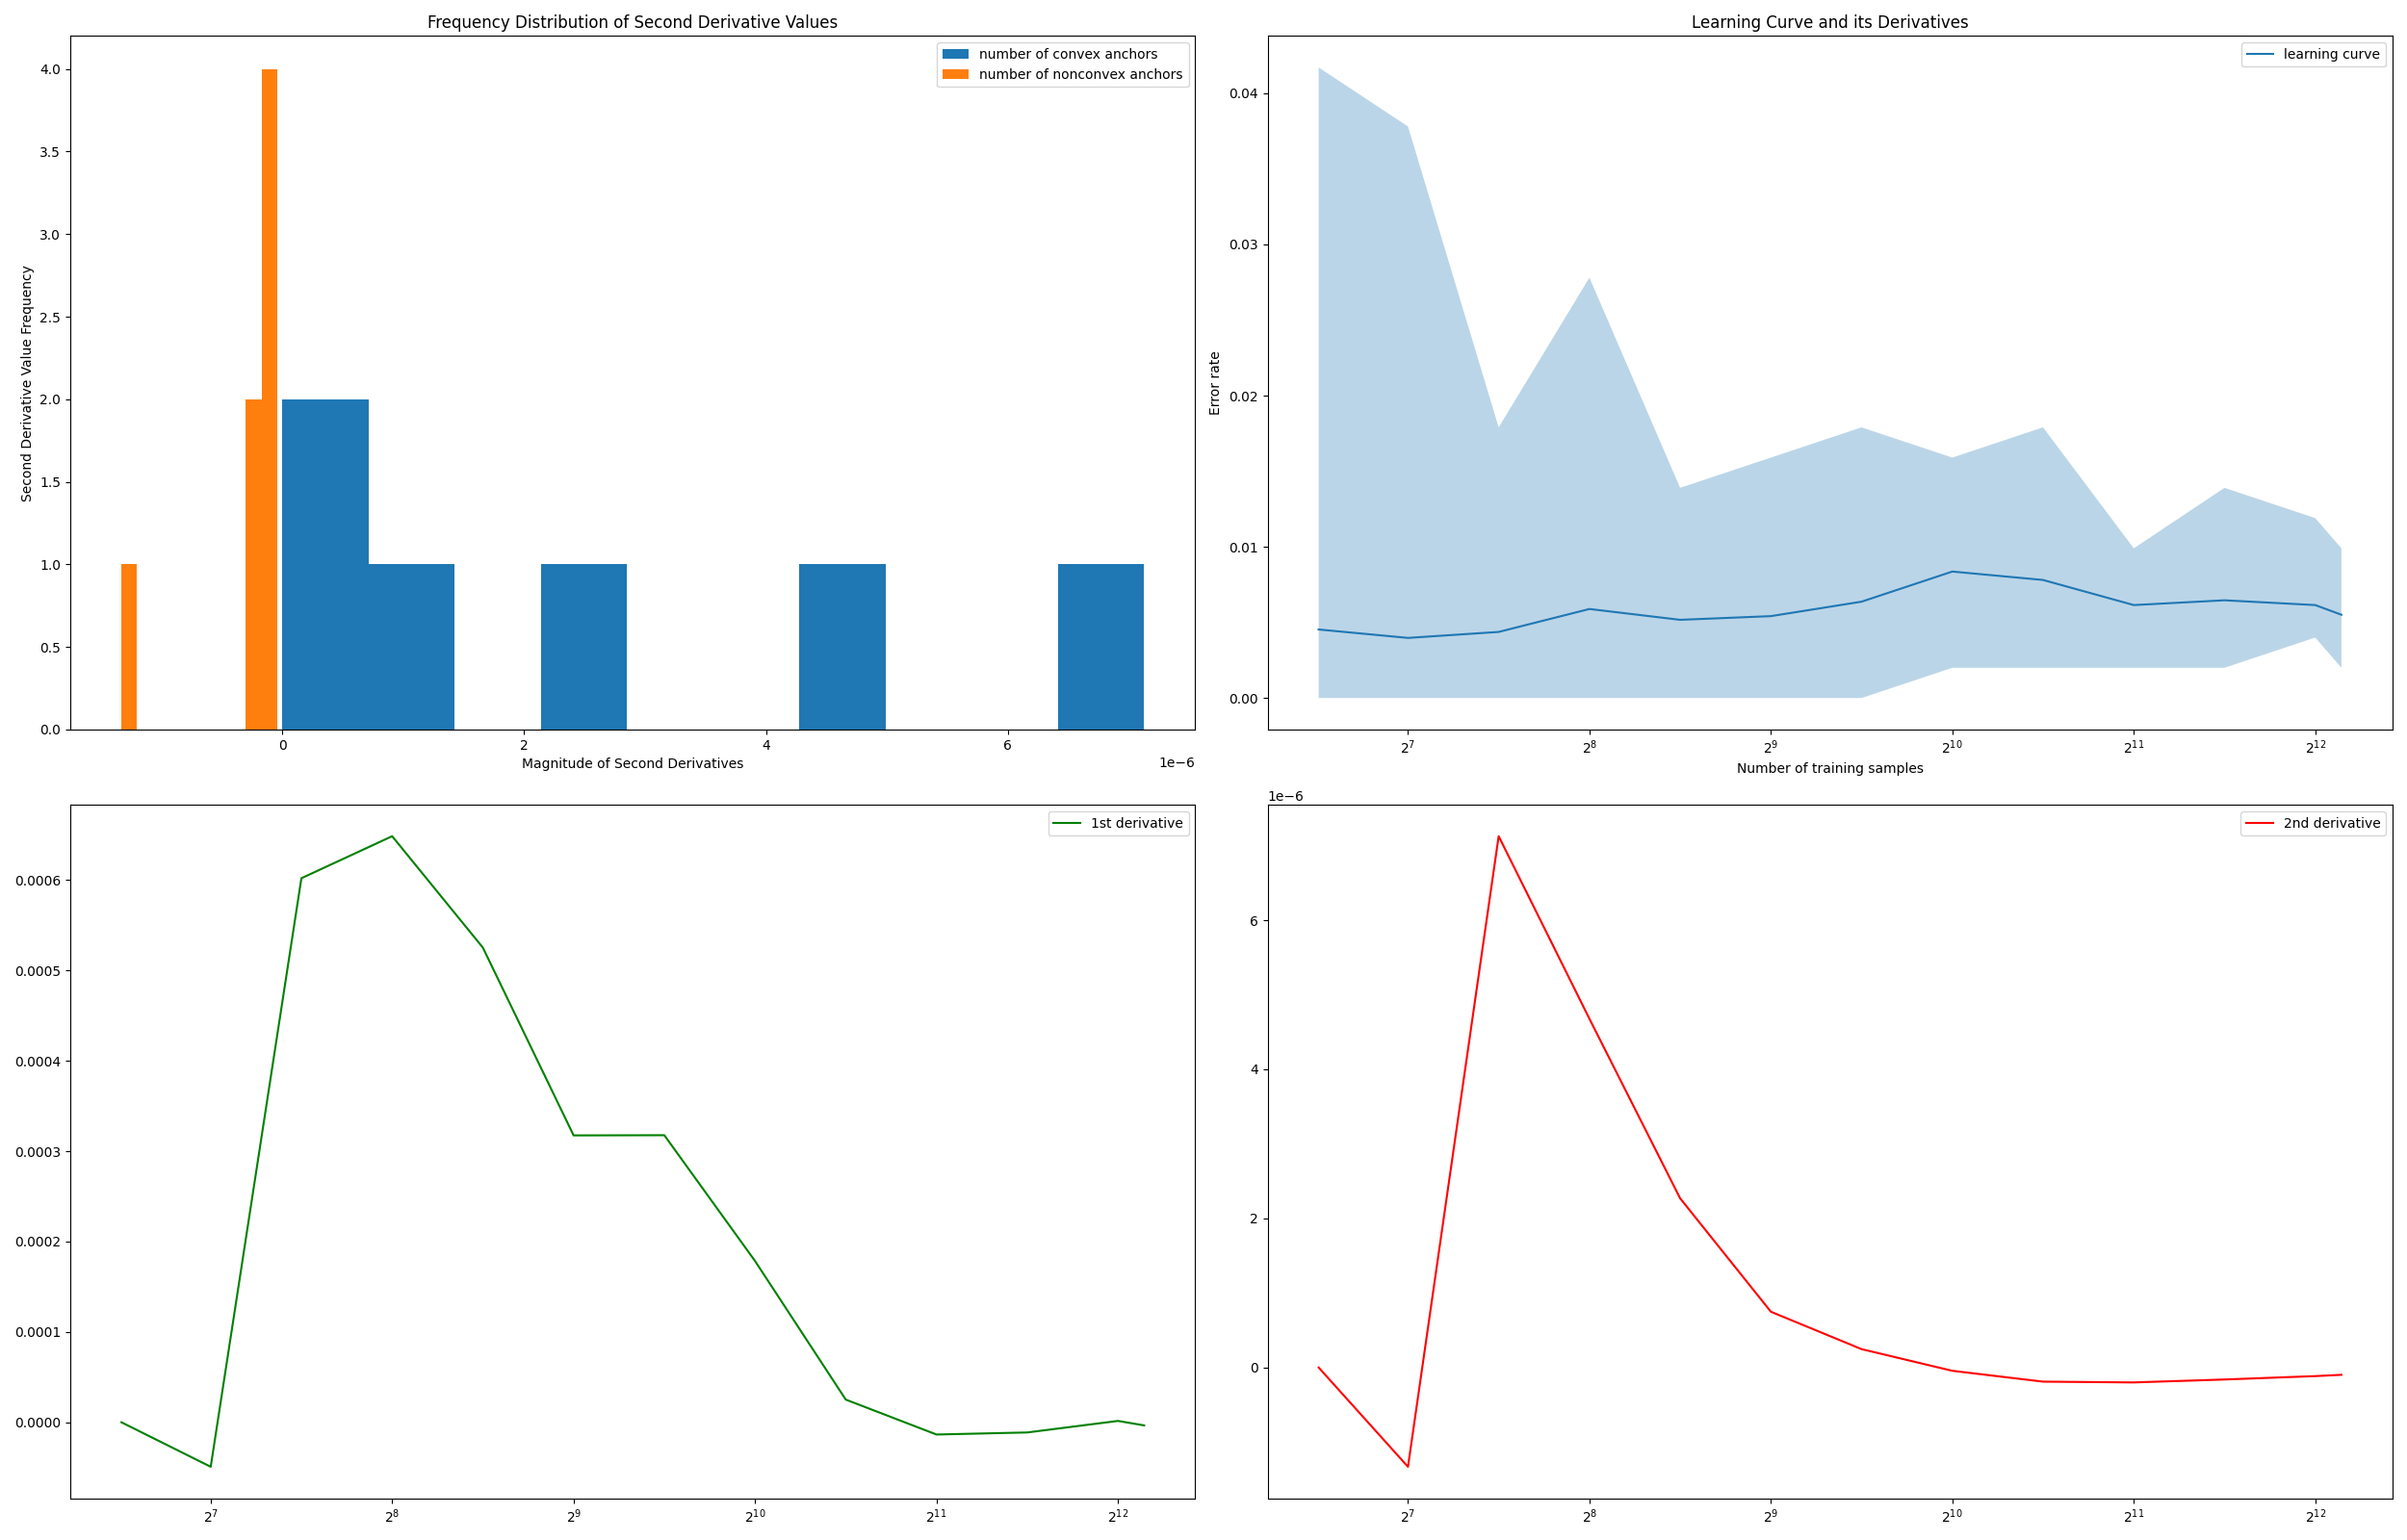 Frequency Distribution of Second Derivative Values
number of convex anchors
number of nonconvex anchors
Second Derivative Value Frequency
4.0
3.5
3.0
2.5
2.0
1.5
1.0
0.5
0.0
0 2 4 6
1e−6
Magnitude of Second Derivatives
Learning Curve and its Derivatives
learning curve
Error rate
0.04
0.03
0.02
0.01
0.00
2^7 2^8 2^9 2^10 2^11 2^12
Number of training samples
1st derivative
0.0006
0.0005
0.0004
0.0003
0.0002
0.0001
0.0000
2^7 2^8 2^9 2^10 2^11 2^12
1e−6
2nd derivative
6
4
2
0
2^7 2^8 2^9 2^10 2^11 2^12